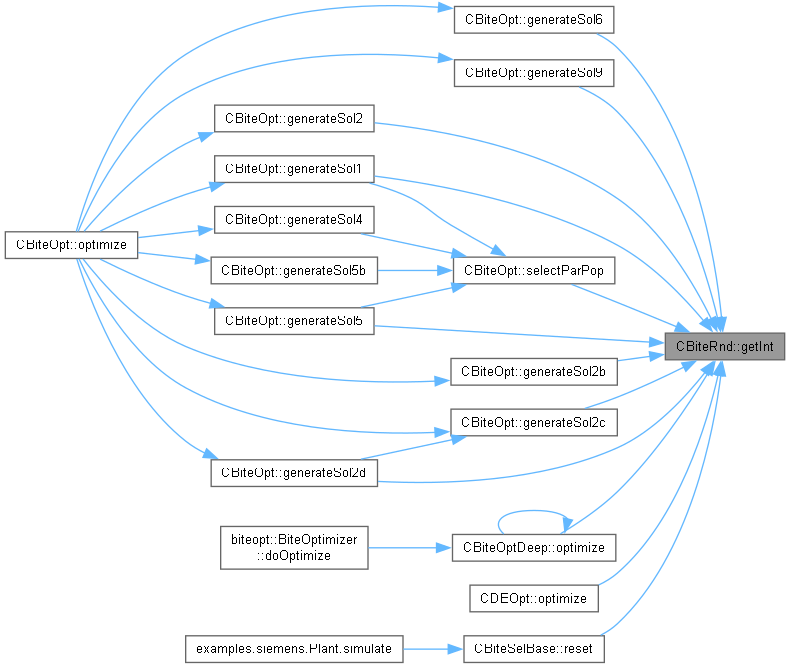 CBiteOpt::generateSol6
CBiteOpt::generateSol9
CBiteOpt::generateSol2
CBiteOpt::generateSol1
CBiteOpt::generateSol4
CBiteOpt::optimize
CBiteOpt::generateSol5b
CBiteOpt::selectParPop
CBiteOpt::generateSol5
CBiteRnd::getInt
CBiteOpt::generateSol2b
CBiteOpt::generateSol2c
CBiteOpt::generateSol2d
biteopt::BiteOptimizer
::doOptimize
CBiteOptDeep::optimize
CDEOpt::optimize
examples.siemens.Plant.simulate
CBiteSelBase::reset